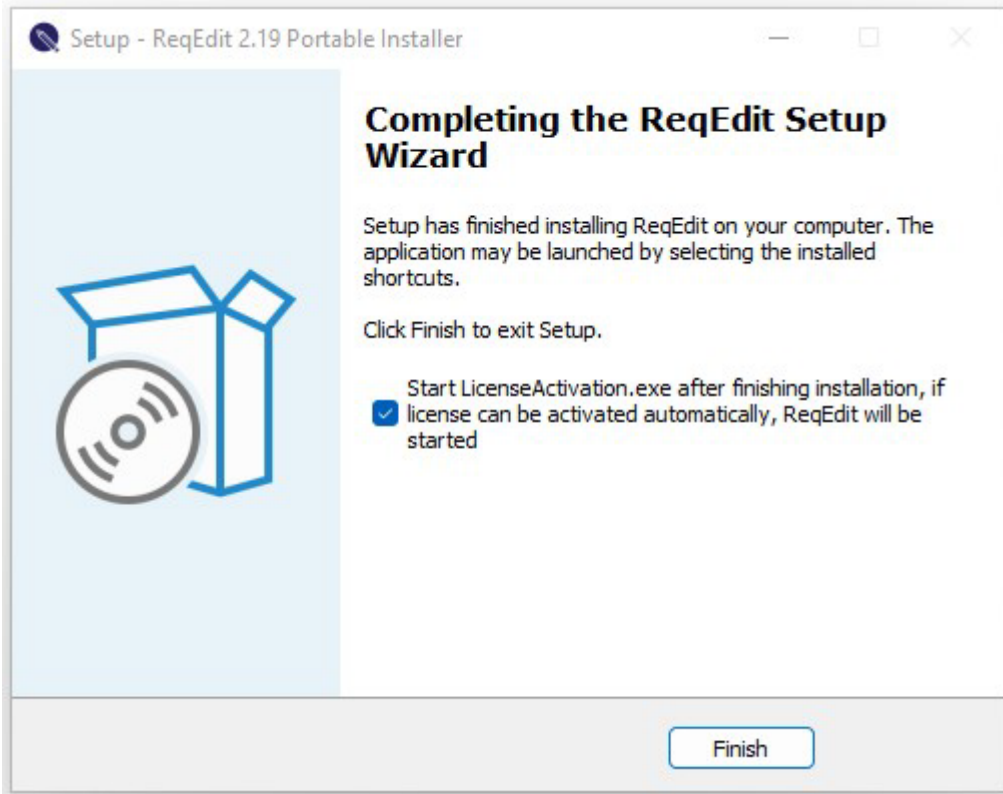 Setup - ReqEdit 2.19 Portable Installer
Completing the ReqEdit Setup
Wizard
Setup has finished installing ReqEdit on your computer. The
application may be launched by selecting the installed
shortcuts.
Click Finish to exit Setup.
Start LicenseActivation.exe after finishing installation, if
license can be activated automatically, ReqEdit will be
started
Finish